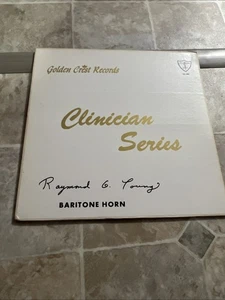 Golden Crest Records
Clinician
Series
Raymond G. Young
BARITONE HORN